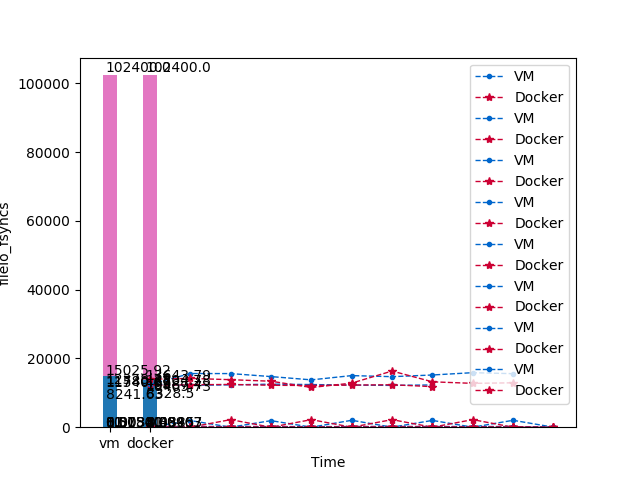 102400.0
102400.0
100000
80000
60000
40000
20000
0
fileio_fsyncs
15025.92
8241.63
6328.5
vm
docker
Time
VM
Docker
VM
Docker
VM
Docker
VM
Docker
VM
Docker
VM
Docker
VM
Docker
VM
Docker